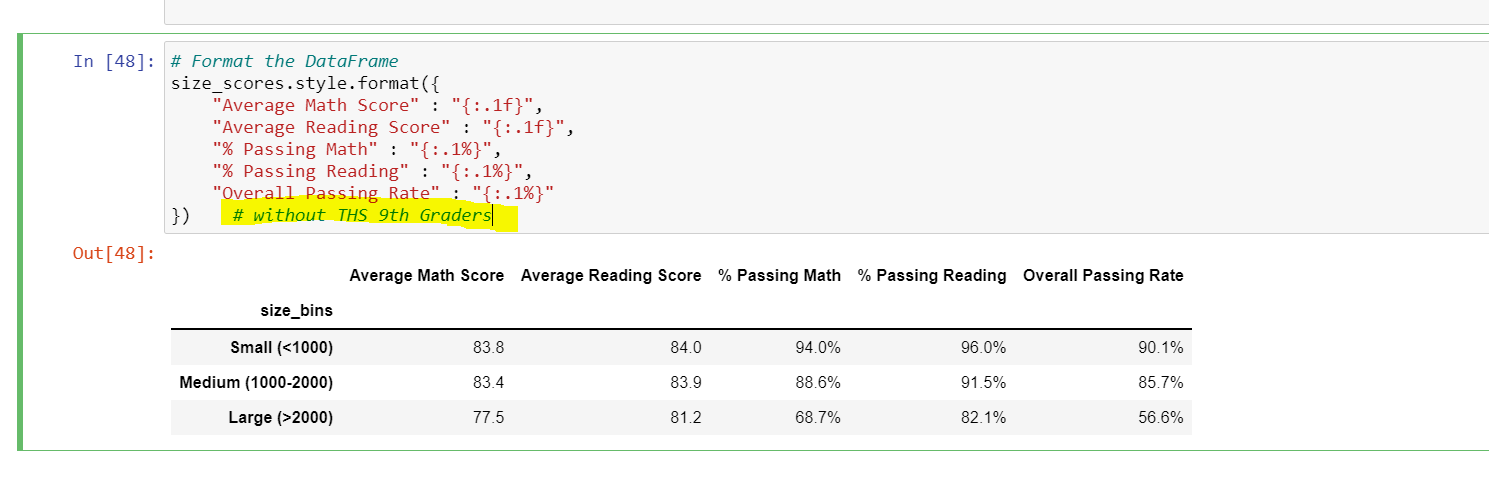 In [48]: # Format the DataFrame
size_scores.style.format({
    "Average Math Score" : "{:.1f}",
    "Average Reading Score" : "{:.1f}",
    "% Passing Math" : "{:.1%}",
    "% Passing Reading" : "{:.1%}",
    "Overall Passing Rate" : "{:.1%}"
})    # without THS 9th Graders
Out[48]:
Average Math Score Average Reading Score % Passing Math % Passing Reading Overall Passing Rate
size_bins
Small (<1000) 83.8 84.0 94.0% 96.0% 90.1%
Medium (1000-2000) 83.4 83.9 88.6% 91.5% 85.7%
Large (>2000) 77.5 81.2 68.7% 82.1% 56.6%